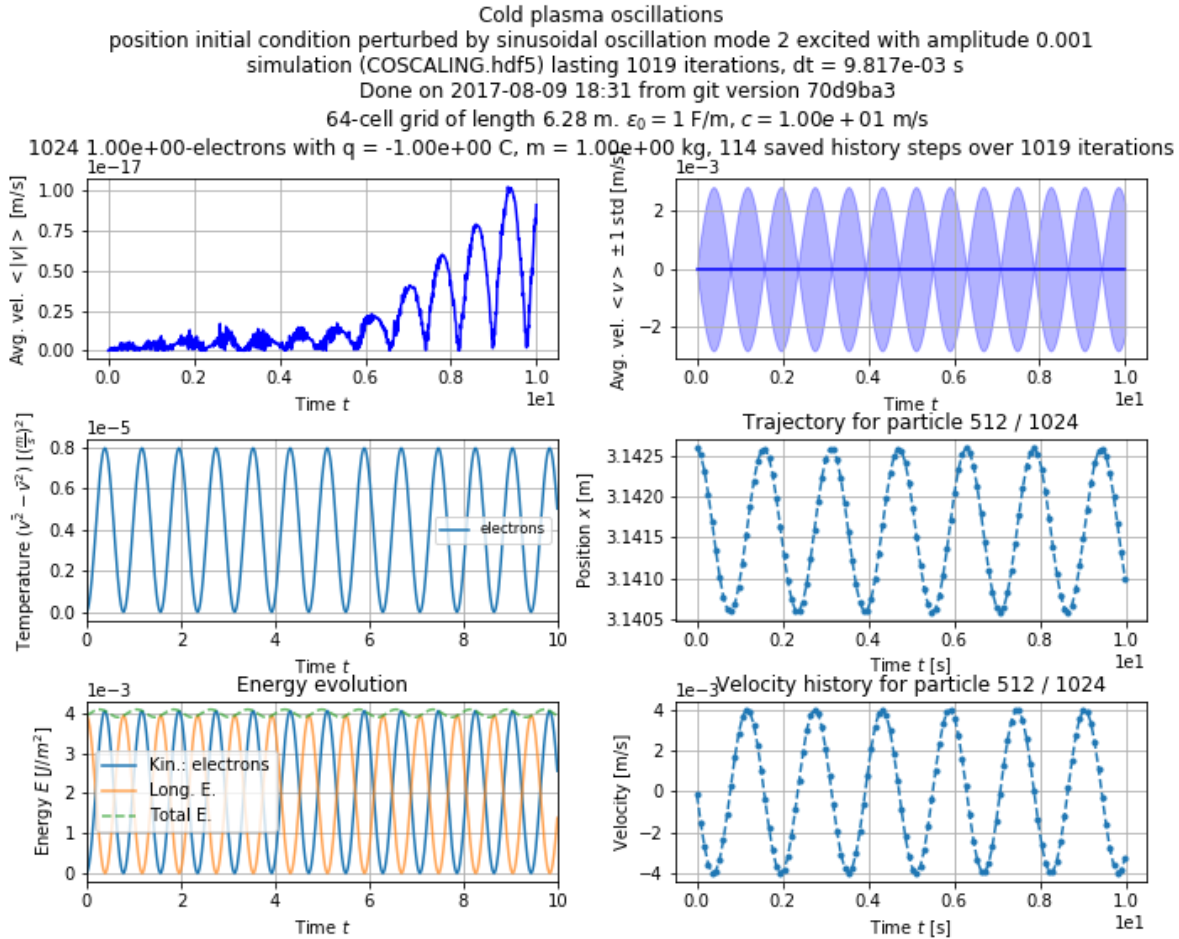 Cold plasma oscillations
position initial condition perturbed by sinusoidal oscillation mode 2 excited with amplitude 0.001
simulation (COSCALING.hdf5) lasting 1019 iterations, dt = 9.817e-03 s
Done on 2017-08-09 18:31 from git version 70d9ba3
64-cell grid of length 6.28 m. ε₀ = 1 F/m, c = 1.00e + 01 m/s
1024 1.00e+00-electrons with q = -1.00e+00 C, m = 1.00e+00 kg, 114 saved history steps over 1019 iterations
1e−17
Avg. vel. < |v| > [m/s]
1.00
0.75
0.50
0.25
0.00
0.0 0.2 0.4 0.6 0.8 1.0
1e1
Time t
1e−3
Avg. vel. < v > ± 1 std [m/s]
2
0
−2
0.0 0.2 0.4 0.6 0.8 1.0
1e1
Time t
1e−5
Temperature (v̄² − v̄²) [(m/s)²]
0.8
0.6
0.4
0.2
0.0
electrons
0 2 4 6 8 10
Time t
Trajectory for particle 512 / 1024
Position x [m]
3.1425
3.1420
3.1415
3.1410
3.1405
0.0 0.2 0.4 0.6 0.8 1.0
1e1
Time t [s]
1e−3
Energy evolution
Energy E [J/m²]
4
3
2
1
0
Kin.: electrons
Long. E.
Total E.
0 2 4 6 8 10
Time t
1e−3
Velocity history for particle 512 / 1024
Velocity [m/s]
4
2
0
−2
−4
0.0 0.2 0.4 0.6 0.8 1.0
1e1
Time t [s]